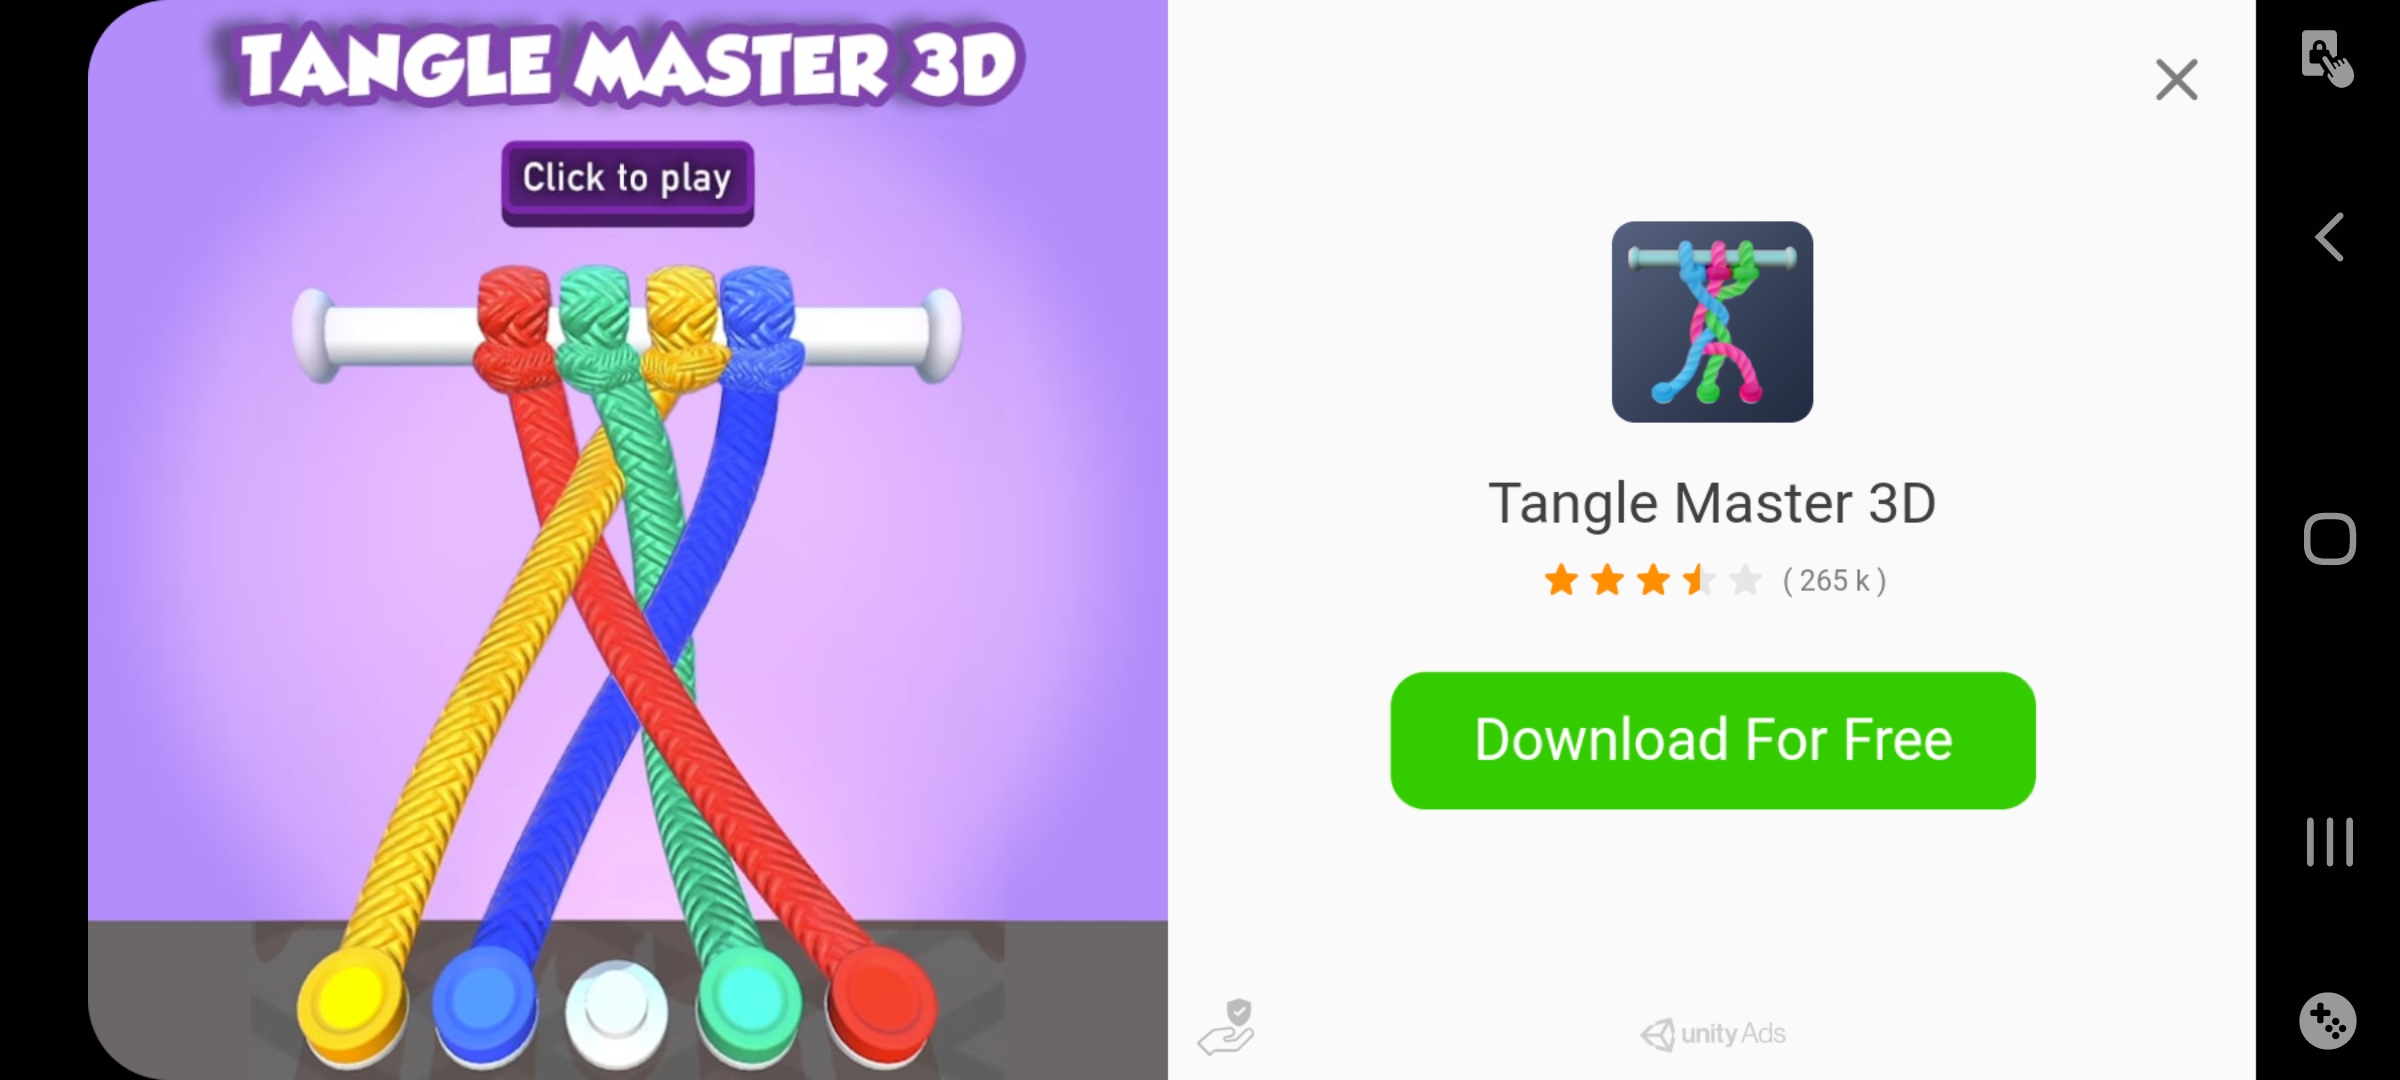 TANGLE MASTER 3D
Click to play
Tangle Master 3D
( 265 k )
Download For Free
unity Ads